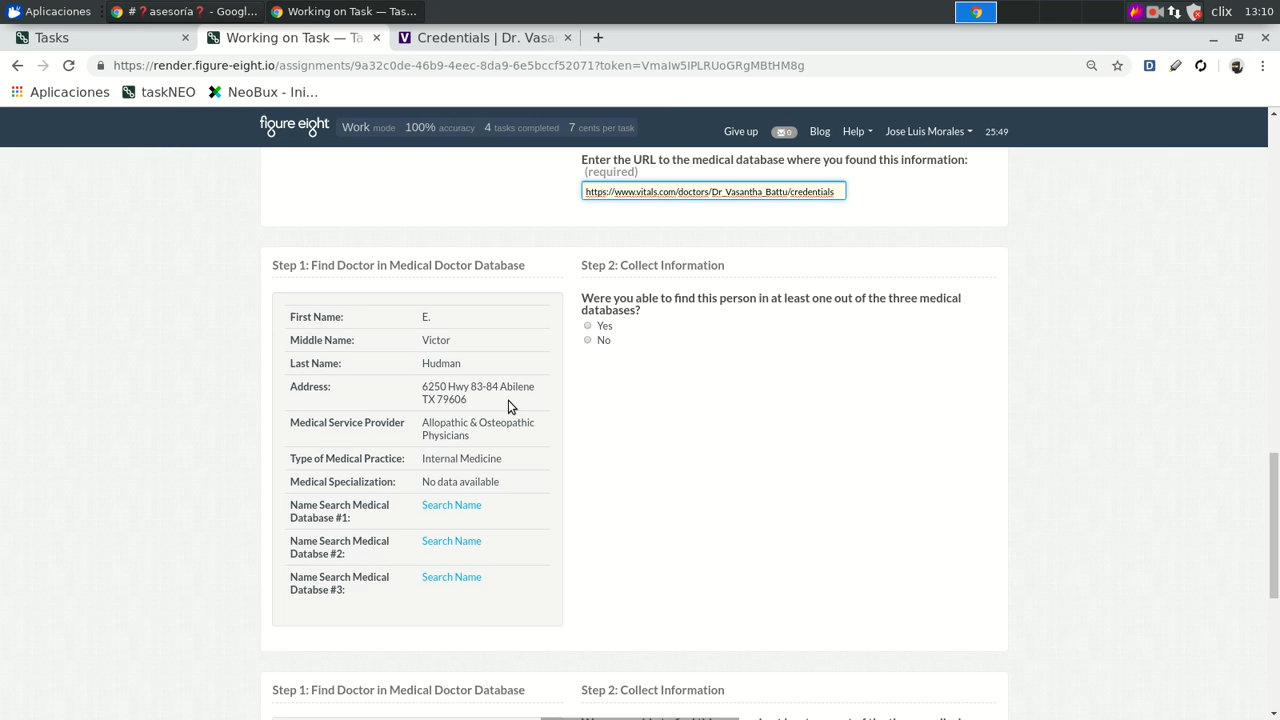 Aplicaciones
#❓asesoría❓ - Googl...
Working on Task — Tas...
clix
13:10
Tasks
Working on Task — Ta
Credentials | Dr. Vasa
https://render.figure-eight.io/assignments/9a32c0de-46b9-4eec-8da9-6e5bccf52071?token=VmaIw5IPLRUoGRgMBtHM8g
Aplicaciones
taskNEO
NeoBux - Ini...
figure eight
Work mode 100% accuracy 4 tasks completed 7 cents per task
Give up
0
Blog
Help
Jose Luis Morales
25:49
Enter the URL to the medical database where you found this information:
(required)
https://www.vitals.com/doctors/Dr_Vasantha_Battu/credentials
Step 1: Find Doctor in Medical Doctor Database
First Name: E.
Middle Name: Victor
Last Name: Hudman
Address: 6250 Hwy 83-84 Abilene
TX 79606
Medical Service Provider Allopathic & Osteopathic
Physicians
Type of Medical Practice: Internal Medicine
Medical Specialization: No data available
Name Search Medical Search Name
Database #1:
Name Search Medical Search Name
Databse #2:
Name Search Medical Search Name
Databse #3:
Step 2: Collect Information
Were you able to find this person in at least one out of the three medical
databases?
Yes
No
Step 1: Find Doctor in Medical Doctor Database
Step 2: Collect Information